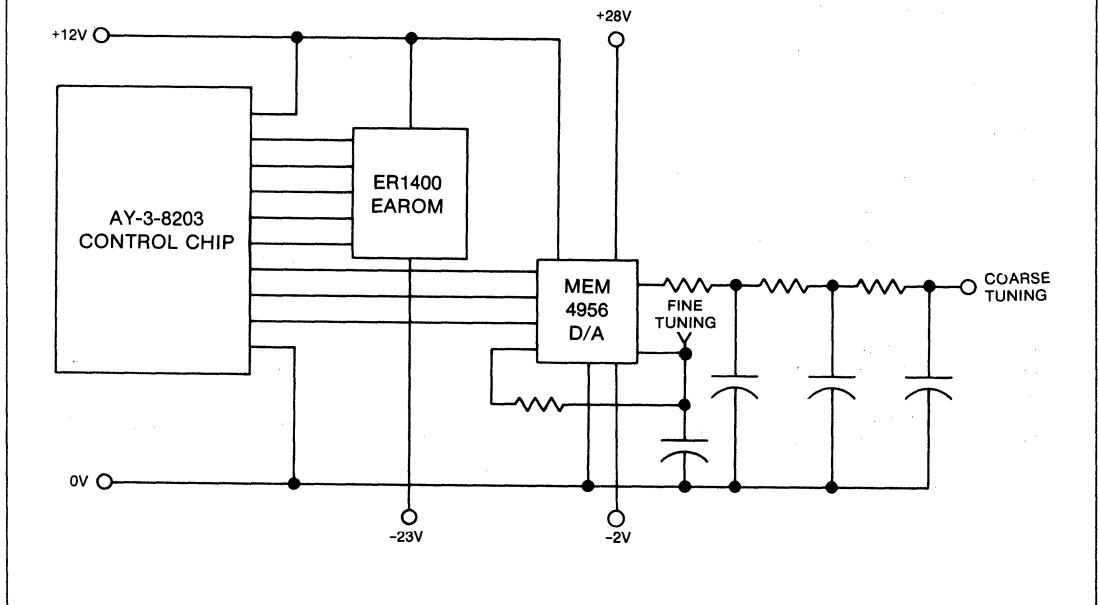 +28V
+12V
AY-3-8203
CONTROL CHIP
ER1400
EAROM
MEM
4956
D/A
FINE
TUNING
COARSE
TUNING
0V
-23V
-2V